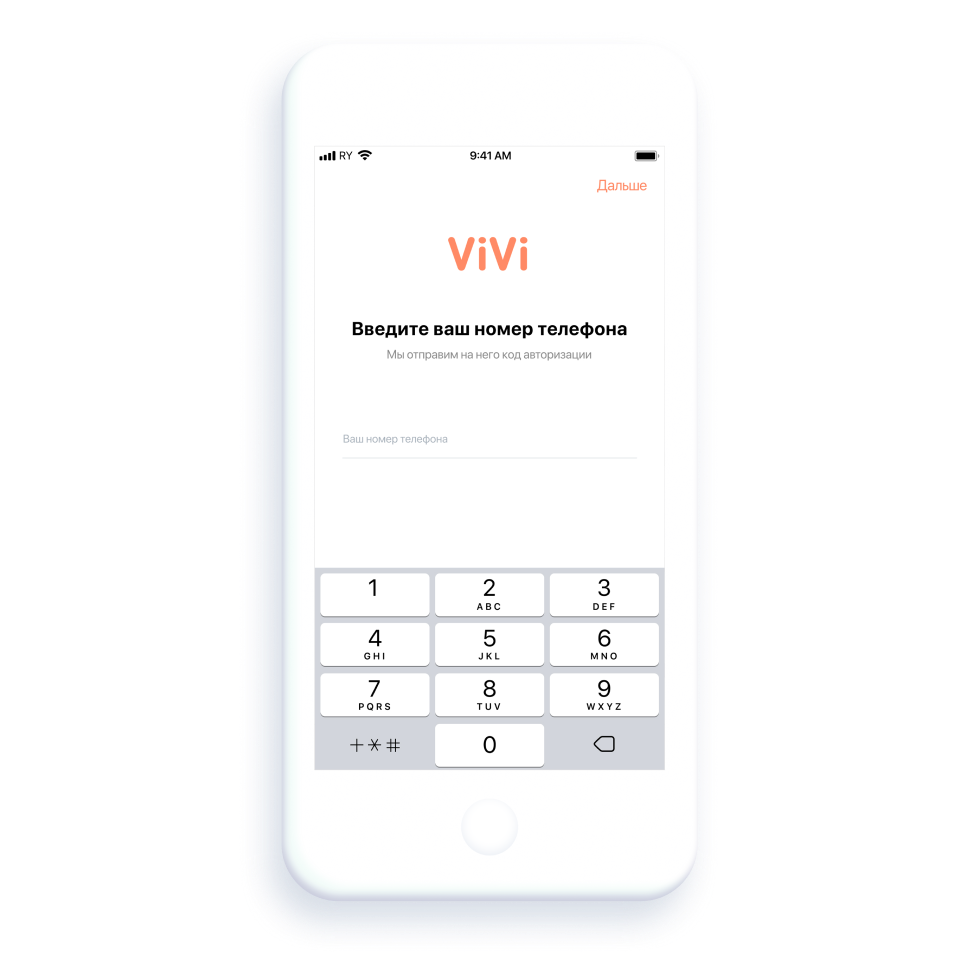 RY 9:41 AM
Дальше
ViVi
Введите ваш номер телефона
Мы отправим на него код авторизации
Ваш номер телефона
1 2 3
ABC DEF
4 5 6
GHI JKL MNO
7 8 9
PQRS TUV WXYZ
+*# 0